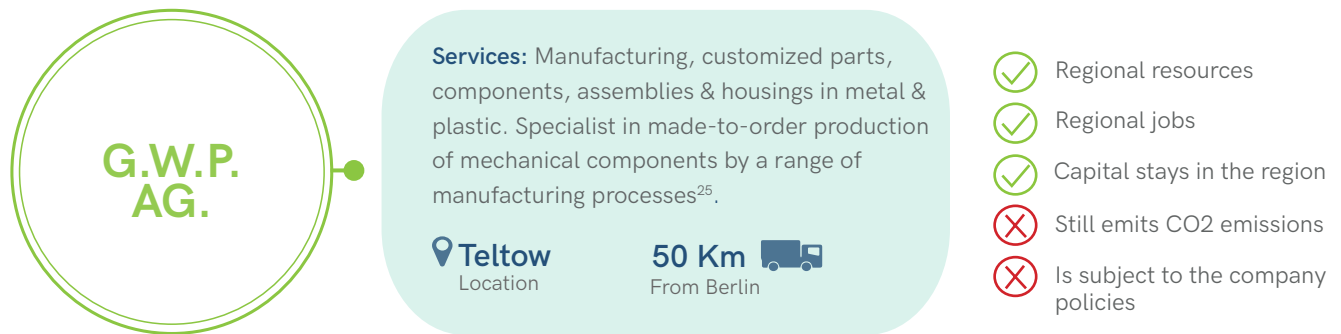 G.W.P.
AG.
Services: Manufacturing, customized parts,
components, assemblies & housings in metal &
plastic. Specialist in made-to-order production
of mechanical components by a range of
manufacturing processes²⁵.
Teltow
Location
50 Km
From Berlin
Regional resources
Regional jobs
Capital stays in the region
Still emits CO2 emissions
Is subject to the company
policies